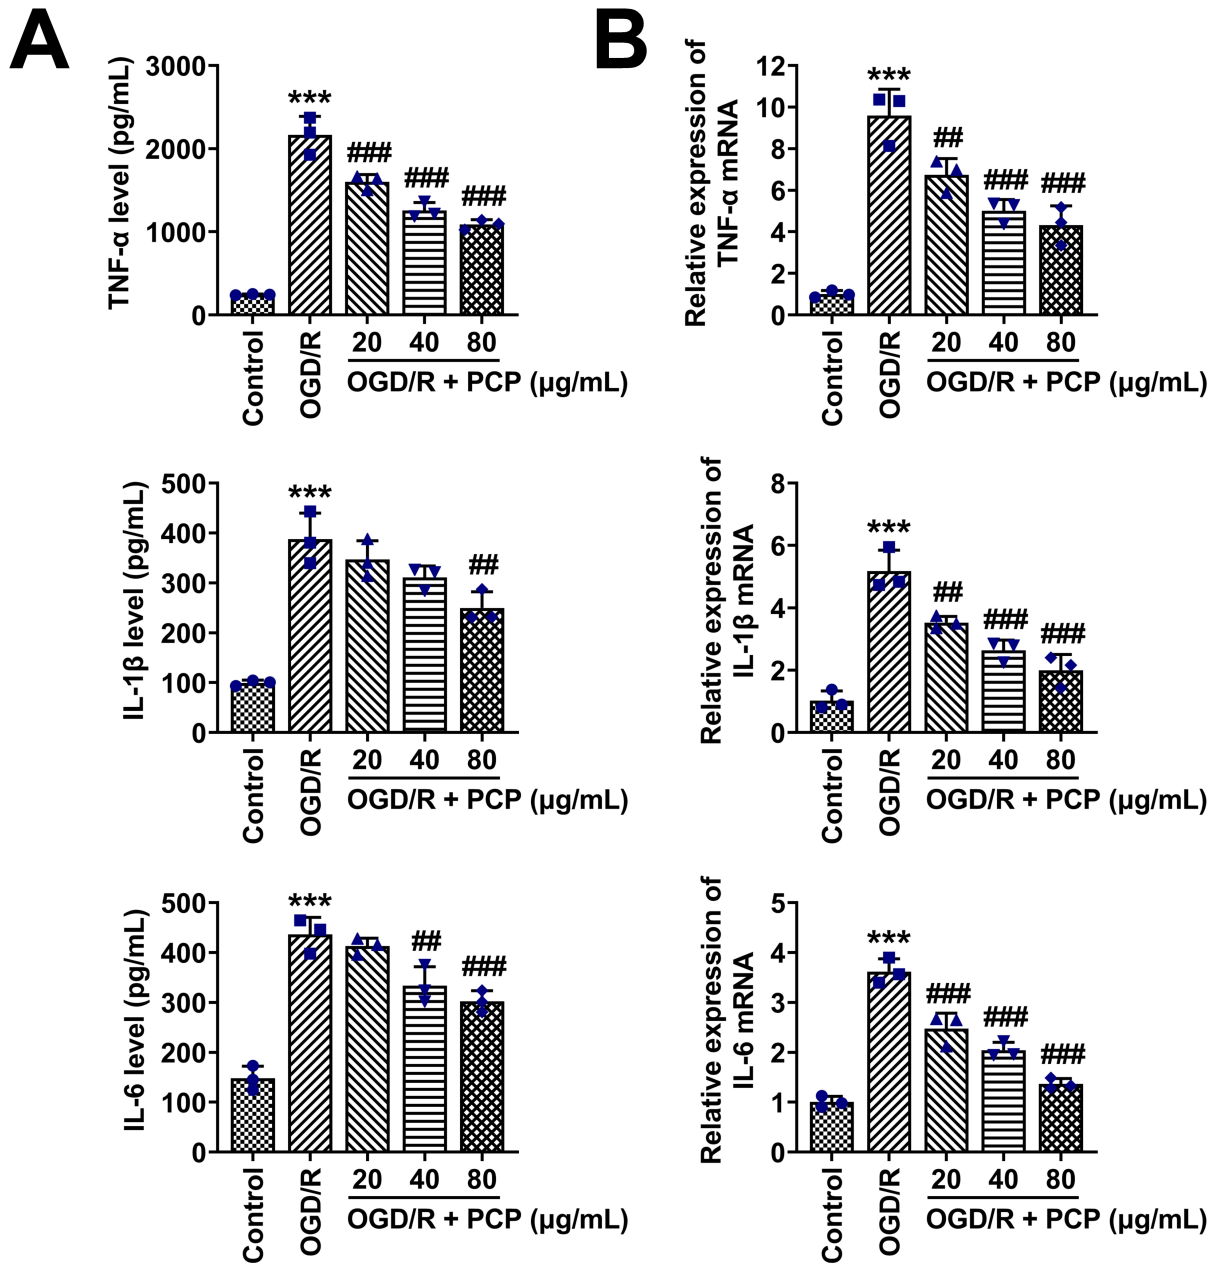 A
TNF-α level (pg/mL)
3000
2000
1000
0
***
###
###
###
Control
OGD/R
20 40 80
OGD/R + PCP (μg/mL)
B
Relative expression of
TNF-α mRNA
12
10
8
6
4
2
0
***
##
###
###
Control
OGD/R
20 40 80
OGD/R + PCP (μg/mL)
IL-1β level (pg/mL)
500
400
300
200
100
0
***
##
Control
OGD/R
20 40 80
OGD/R + PCP (μg/mL)
Relative expression of
IL-1β mRNA
8
6
4
2
0
***
##
###
###
Control
OGD/R
20 40 80
OGD/R + PCP (μg/mL)
IL-6 level (pg/mL)
500
400
300
200
100
0
***
##
###
Control
OGD/R
20 40 80
OGD/R + PCP (μg/mL)
Relative expression of
IL-6 mRNA
5
4
3
2
1
0
***
###
###
###
Control
OGD/R
20 40 80
OGD/R + PCP (μg/mL)